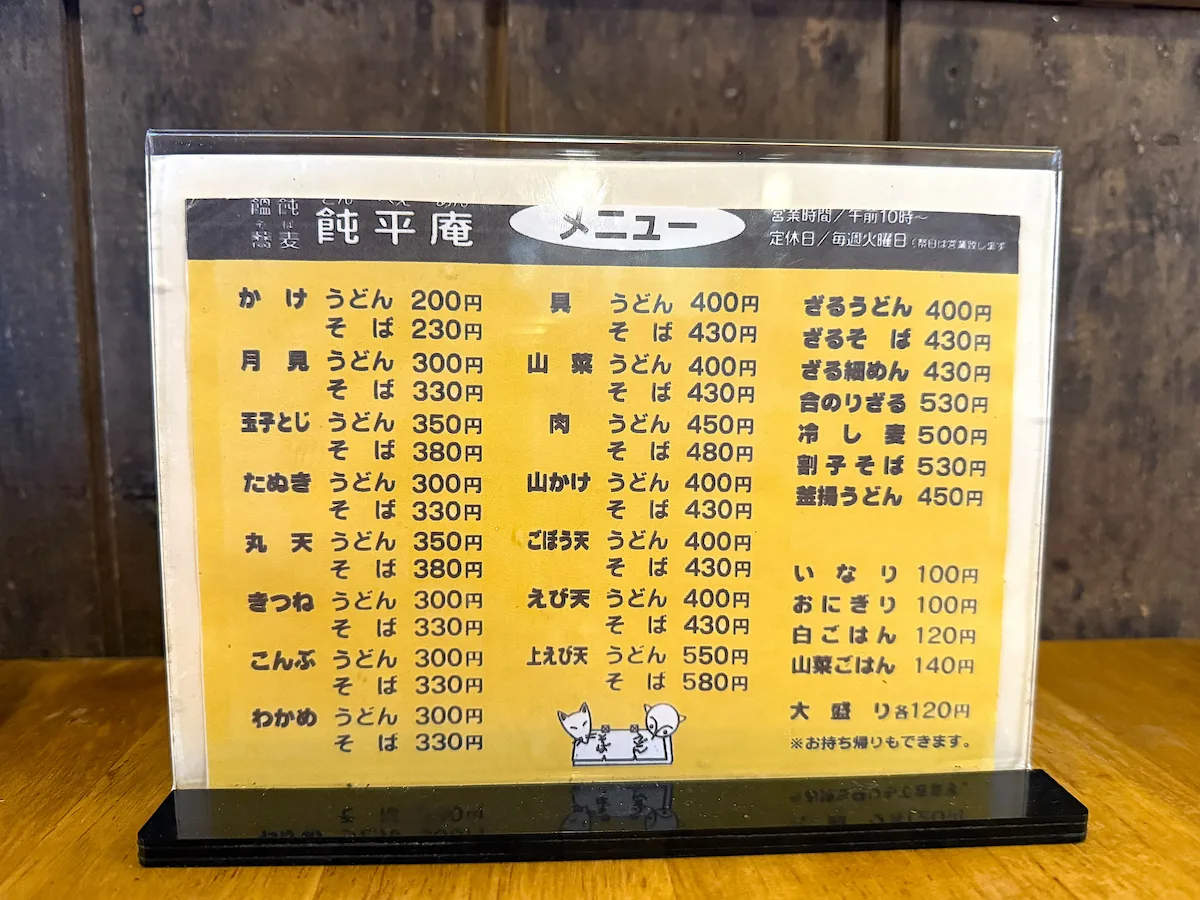 饂飩
そば
蕎麦
どん べえ あん
飩平庵
メニュー
営業時間/午前10時~
定休日/毎週火曜日(祭日は営業致します
かけ うどん 200円
そば 230円
月見 うどん 300円
そば 330円
玉子とじ うどん 350円
そば 380円
たぬき うどん 300円
そば 330円
丸天 うどん 350円
そば 380円
きつね うどん 300円
そば 330円
こんぶ うどん 300円
そば 330円
わかめ うどん 300円
そば 330円
具 うどん 400円
そば 430円
山菜 うどん 400円
そば 430円
肉 うどん 450円
そば 480円
山かけ うどん 400円
そば 430円
ごぼう天 うどん 400円
そば 430円
えび天 うどん 400円
そば 430円
上えび天 うどん 550円
そば 580円
そば
ざるうどん 400円
ざるそば 430円
ざる細めん 430円
合のりざる 530円
冷し麦 500円
割子そば 530円
釜揚うどん 450円
いなり 100円
おにぎり 100円
白ごはん 120円
山菜ごはん 140円
大盛り各120円
※お持ち帰りもできます。